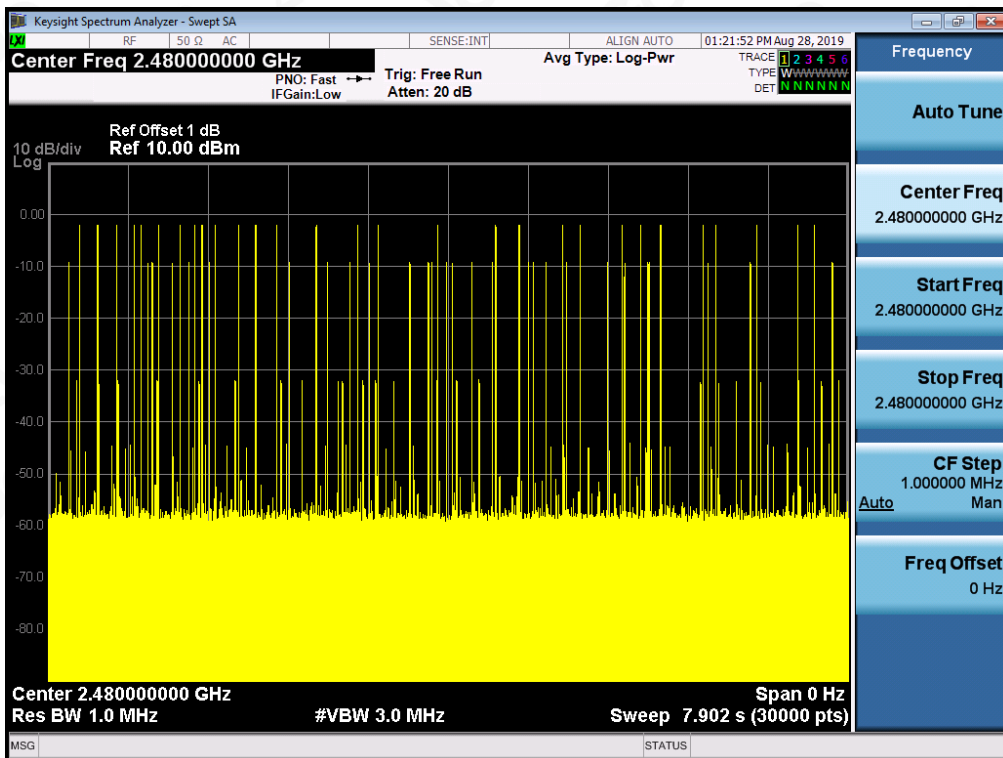 Keysight Spectrum Analyzer - Swept SA
LXI RF 50 Ω AC SENSE:INT ALIGN AUTO 01:21:52 PM Aug 28, 2019
Center Freq 2.480000000 GHz
PNO: Fast
IFGain:Low
Trig: Free Run
Atten: 20 dB
Avg Type: Log-Pwr
TRACE 1 2 3 4 5 6
TYPE WWWWWW
DET N N N N N N
Ref Offset 1 dB
10 dB/div Ref 10.00 dBm
Log
0.00
-10.0
-20.0
-30.0
-40.0
-50.0
-60.0
-70.0
-80.0
Center 2.480000000 GHz Span 0 Hz
Res BW 1.0 MHz #VBW 3.0 MHz Sweep 7.902 s (30000 pts)
MSG STATUS
Frequency
Auto Tune
Center Freq
2.480000000 GHz
Start Freq
2.480000000 GHz
Stop Freq
2.480000000 GHz
CF Step
1.000000 MHz
Auto Man
Freq Offset
0 Hz